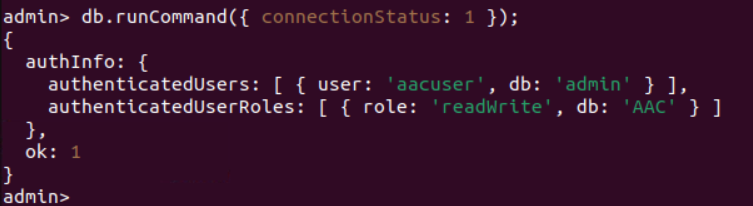 admin> db.runCommand({ connectionStatus: 1 });
{
  authInfo: {
    authenticatedUsers: [ { user: 'aacuser', db: 'admin' } ],
    authenticatedUserRoles: [ { role: 'readWrite', db: 'AAC' } ]
  },
  ok: 1
}
admin>